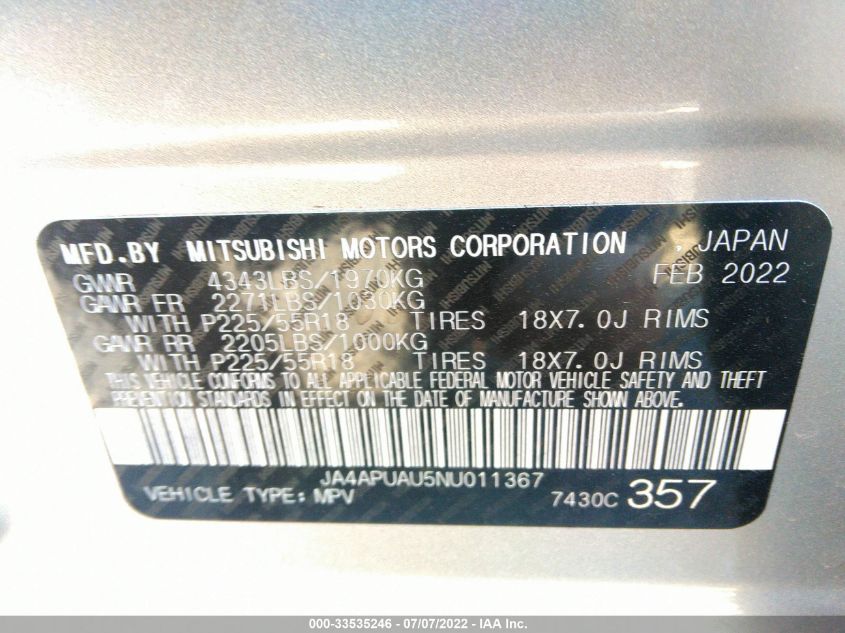 MFD.BY MITSUBISHI MOTORS CORPORATION , JAPAN
GVWR 4343LBS/1970KG FEB 2022
GAWR FR 2271LBS/1030KG
WITH P225/55R18 TIRES 18X7.0J RIMS
GAWR RR 2205LBS/1000KG
WITH P225/55R18 TIRES 18X7.0J RIMS
THIS VEHICLE CONFORMS TO ALL APPLICABLE FEDERAL MOTOR VEHICLE SAFETY AND THEFT
PREVENTION STANDARDS IN EFFECT ON THE DATE OF MANUFACTURE SHOWN ABOVE.
JA4APUAU5NU011367
VEHICLE TYPE: MPV 7430C 357
000-33535246 - 07/07/2022 - IAA Inc.